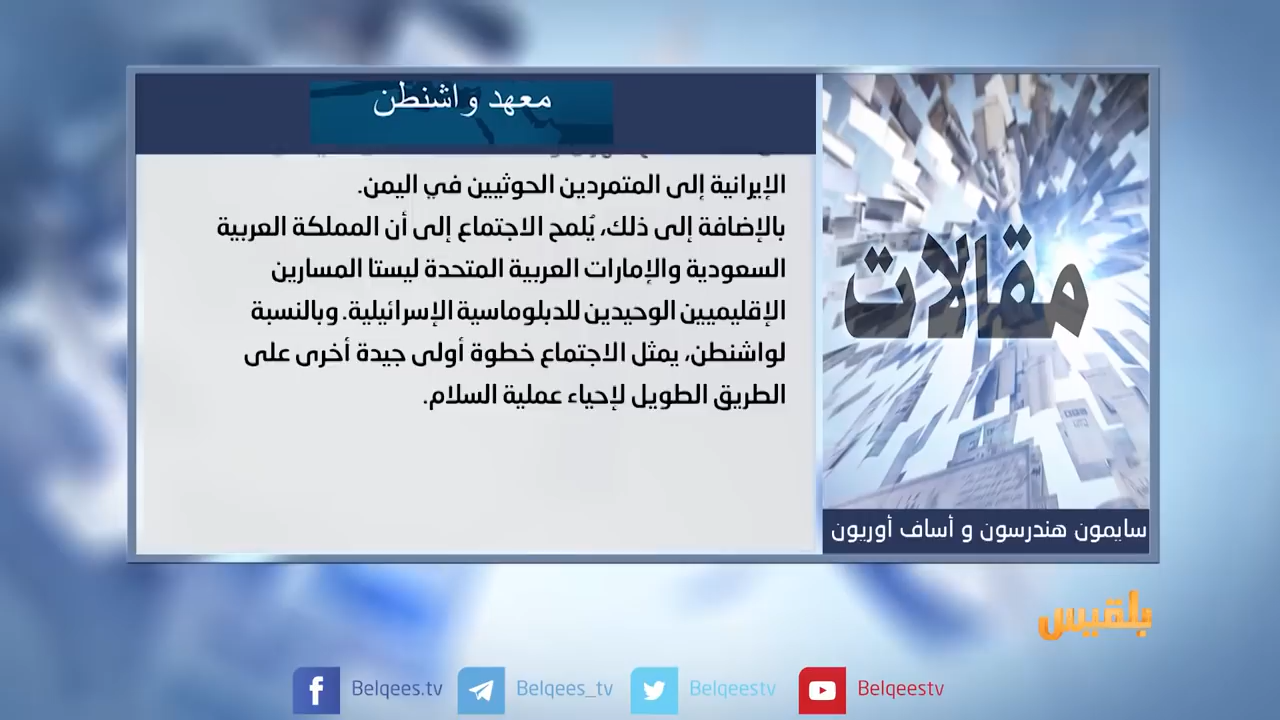 معهد واشنطن
الإيرانية إلى المتمردين الحوثيين في اليمن.
بالإضافة إلى ذلك، يُلمح الاجتماع إلى أن المملكة العربية
السعودية والإمارات العربية المتحدة ليستا المسارين
الإقليميين الوحيدين للدبلوماسية الإسرائيلية. وبالنسبة
لواشنطن، يمثل الاجتماع خطوة أولى جيدة أخرى على
الطريق الطويل لإحياء عملية السلام.
مقالات
سايمون هندرسون و أساف أوريون
بلقيس
Belqees.tv
Belqees_tv
Belqeestv
Belqeestv